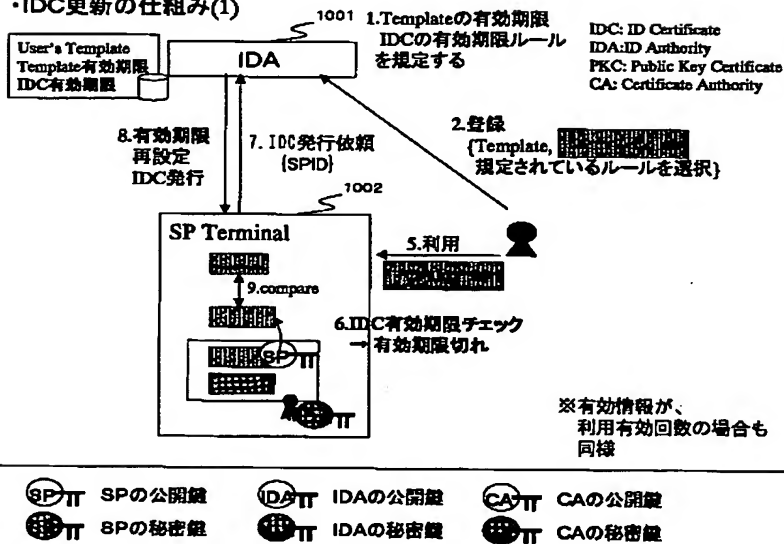 ・IDC更新の仕組み(1)
1001
1.Templateの有効期限
IDCの有効期限ルール
を規定する
IDC: ID Certificate
IDA:ID Authority
PKC: Public Key Certificate
CA: Certificate Authority
User's Template
Template有効期限
IDC有効期限
IDA
8.有効期限
再設定
IDC発行
7. IDC発行依頼
{SPID}
2.登録
{Template,
規定されているルールを選択}
1002
SP Terminal
5.利用
9.compare
6.IDC有効期限チェック
→有効期限切れ
SP
※有効情報が、
利用有効回数の場合も
同様
SP SPの公開鍵
IDA IDAの公開鍵
CA CAの公開鍵
SPの秘密鍵
IDAの秘密鍵
CAの秘密鍵